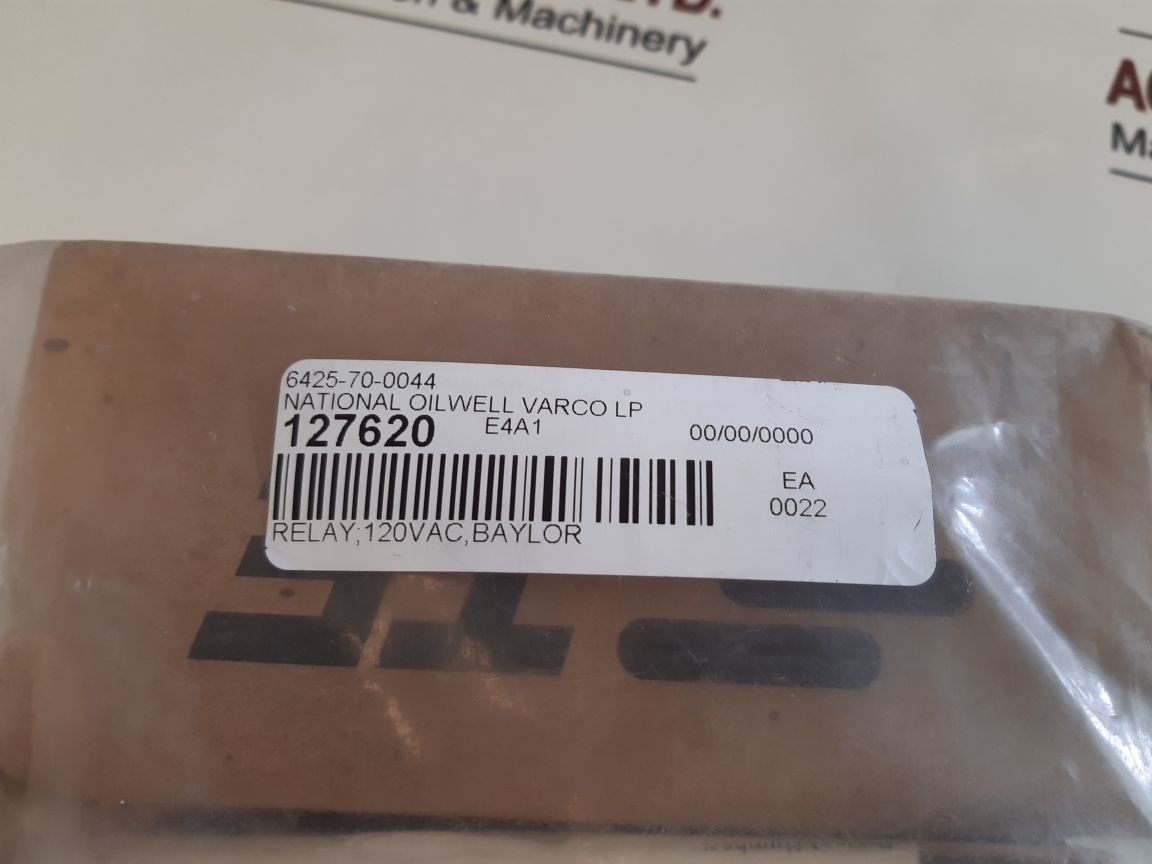 & Machinery
6425-70-0044
NATIONAL OILWELL VARCO LP
127620 E4A1 00/00/0000
EA
0022
RELAY;120VAC,BAYLOR